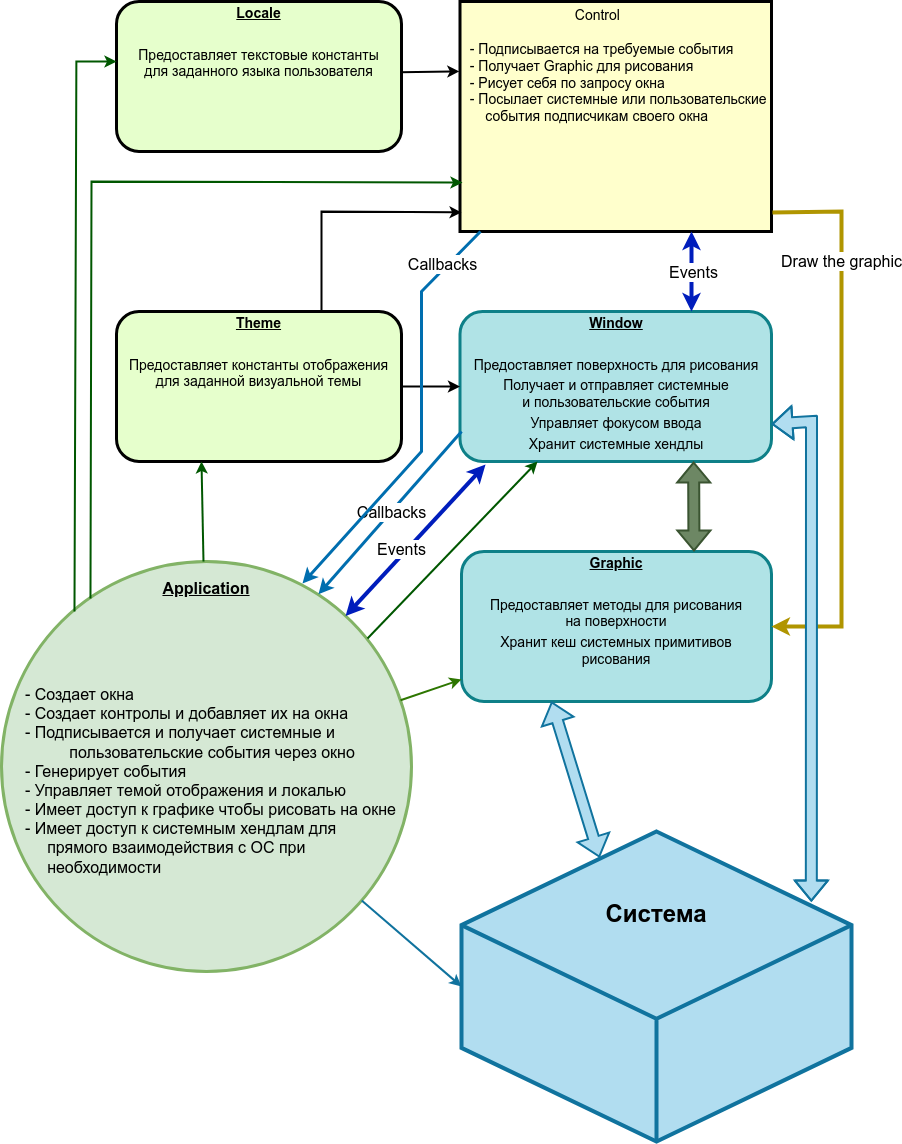 Locale
Предоставляет текстовые константы
для заданного языка пользователя
Control
- Подписывается на требуемые события
- Получает Graphic для рисования
- Рисует себя по запросу окна
- Посылает системные или пользовательские
события подписчикам своего окна
Callbacks
Events
Draw the graphic
Theme
Предоставляет константы отображения
для заданной визуальной темы
Window
Предоставляет поверхность для рисования
Получает и отправляет системные
и пользовательские события
Управляет фокусом ввода
Хранит системные хендлы
Callbacks
Events
Graphic
Предоставляет методы для рисования
на поверхности
Хранит кеш системных примитивов
рисования
Application
- Создает окна
- Создает контролы и добавляет их на окна
- Подписывается и получает системные и
пользовательские события через окно
- Генерирует события
- Управляет темой отображения и локалью
- Имеет доступ к графике чтобы рисовать на окне
- Имеет доступ к системным хендлам для
прямого взаимодействия с ОС при
необходимости
Система